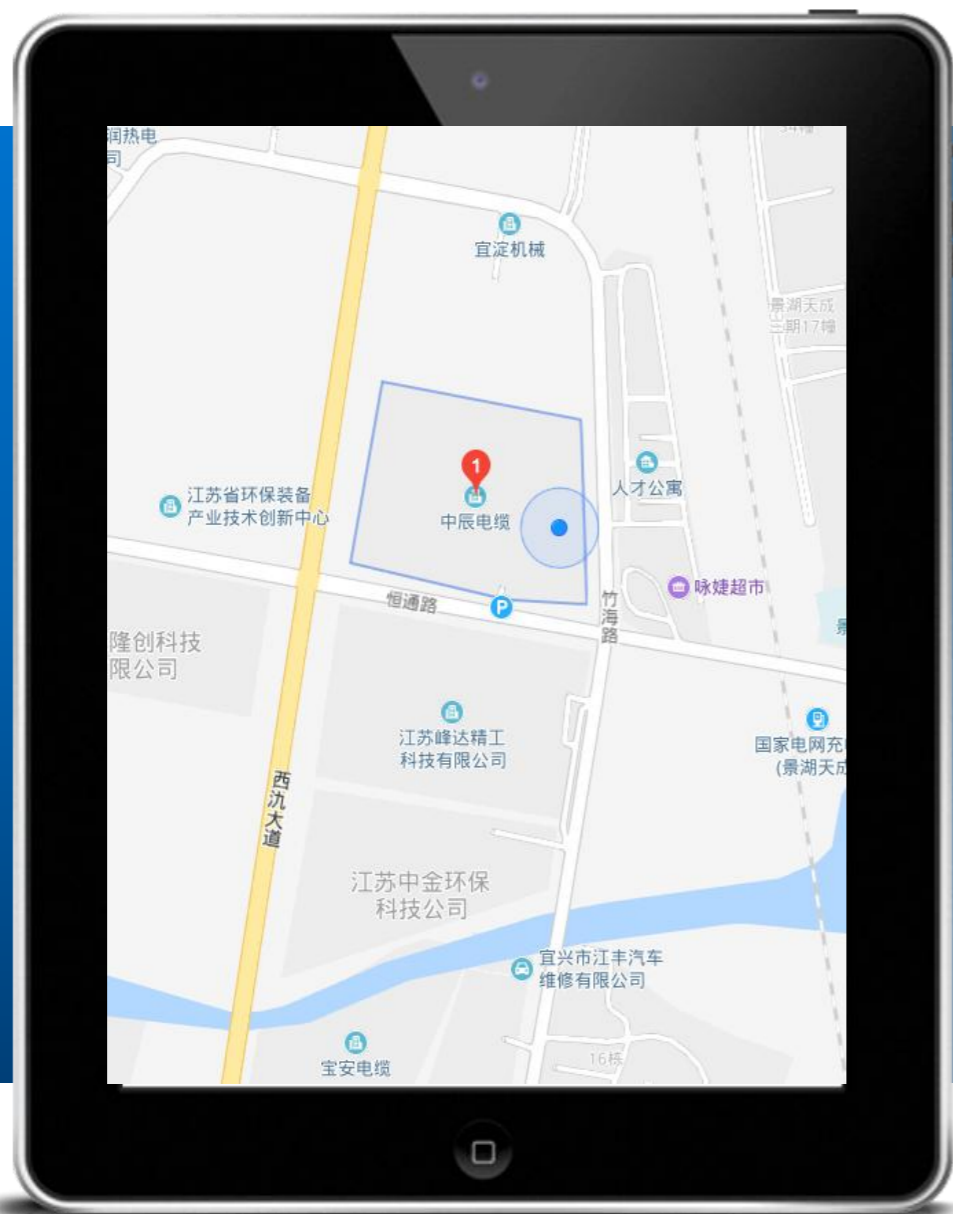 润热电
司
宜淀机械
景湖天成
三期17幢
1
人才公寓
江苏省环保装备
产业技术创新中心
中辰电缆
咏婕超市
恒通路
P
竹海路
隆创科技
限公司
江苏峰达精工
科技有限公司
国家电网充
(景湖天成
西氿大道
江苏中金环保
科技公司
宜兴市江丰汽车
维修有限公司
16栋
宝安电缆